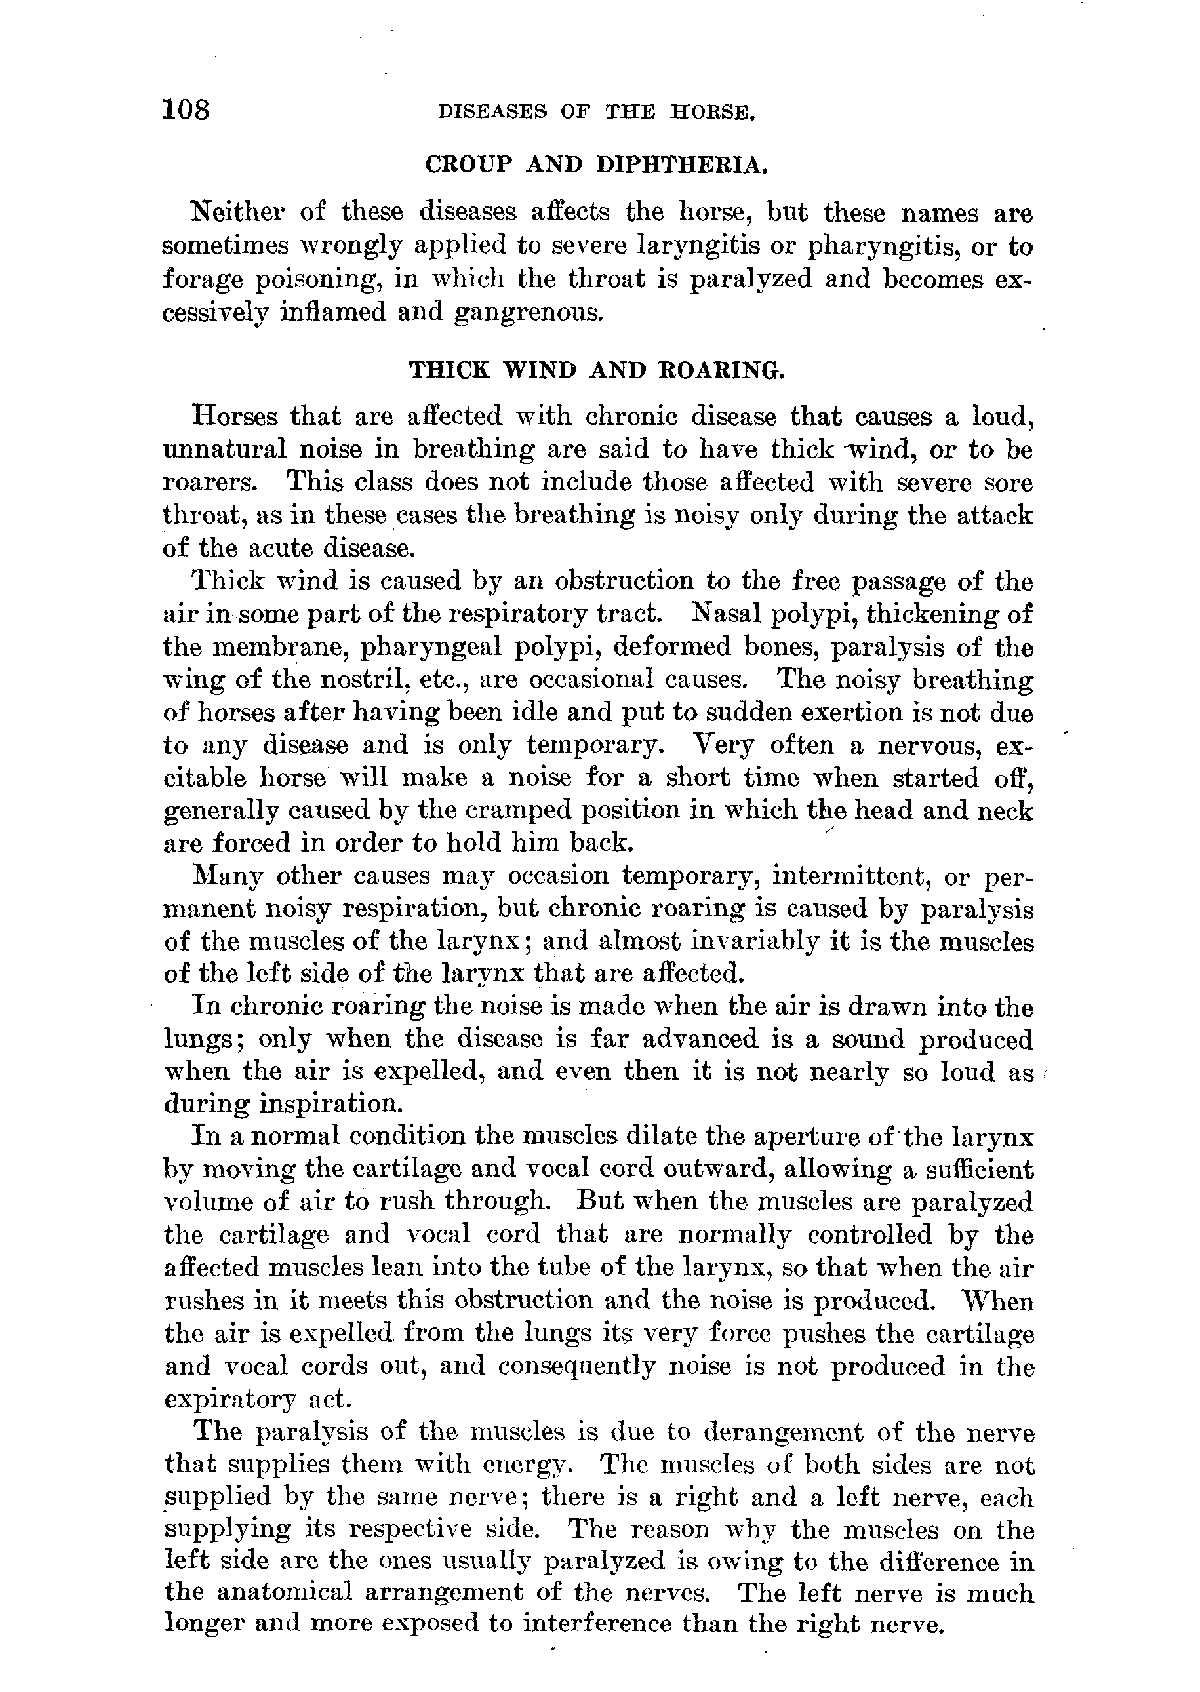 108 DISEASES OF THE HORSE.
CROUP AND DIPHTHERIA.
Neither of these diseases affects the horse, but these names are
sometimes wrongly applied to severe laryngitis or pharyngitis, or to
forage poisoning, in which the throat is paralyzed and becomes ex-
cessively inflamed and gangrenous.
THICK WIND AND ROARING.
Horses that are affected with chronic disease that causes a loud,
unnatural noise in breathing are said to have thick wind, or to be
roarers. This class does not include those affected with severe sore
throat, as in these cases the breathing is noisy only during the attack
of the acute disease.
Thick wind is caused by an obstruction to the free passage of the
air in some part of the respiratory tract. Nasal polypi, thickening of
the membrane, pharyngeal polypi, deformed bones, paralysis of the
wing of the nostril, etc., are occasional causes. The noisy breathing
of horses after having been idle and put to sudden exertion is not due
to any disease and is only temporary. Very often a nervous, ex-
citable horse will make a noise for a short time when started off,
generally caused by the cramped position in which the head and neck
are forced in order to hold him back.
Many other causes may occasion temporary, intermittent, or per-
manent noisy respiration, but chronic roaring is caused by paralysis
of the muscles of the larynx; and almost invariably it is the muscles
of the left side of the larynx that are affected.
In chronic roaring the noise is made when the air is drawn into the
lungs; only when the disease is far advanced is a sound produced
when the air is expelled, and even then it is not nearly so loud as
during inspiration.
In a normal condition the muscles dilate the aperture of the larynx
by moving the cartilage and vocal cord outward, allowing a sufficient
volume of air to rush through. But when the muscles are paralyzed
the cartilage and vocal cord that are normally controlled by the
affected muscles lean into the tube of the larynx, so that when the air
rushes in it meets this obstruction and the noise is produced. When
the air is expelled from the lungs its very force pushes the cartilage
and vocal cords out, and consequently noise is not produced in the
expiratory act.
The paralysis of the muscles is due to derangement of the nerve
that supplies them with energy. The muscles of both sides are not
supplied by the same nerve; there is a right and a left nerve, each
supplying its respective side. The reason why the muscles on the
left side are the ones usually paralyzed is owing to the difference in
the anatomical arrangement of the nerves. The left nerve is much
longer and more exposed to interference than the right nerve.